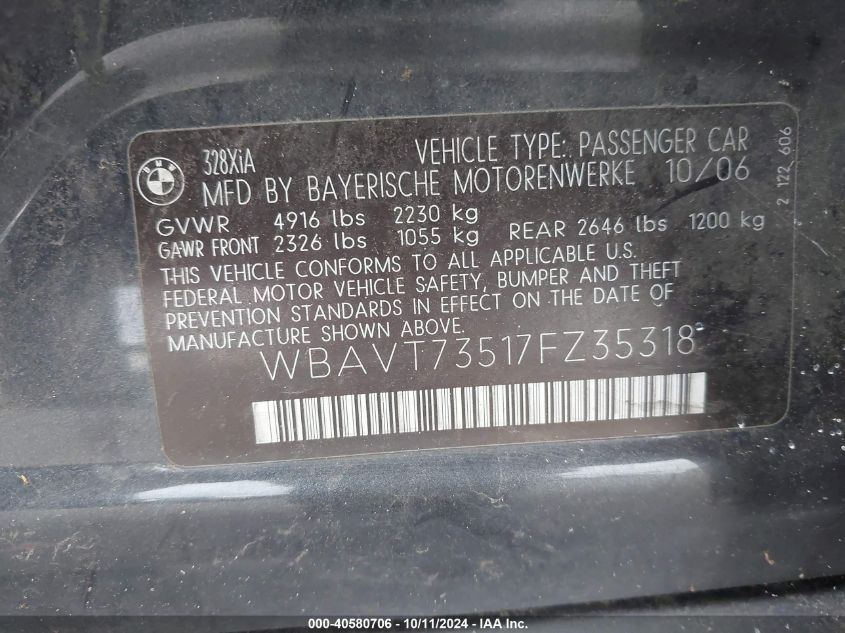 BMW
328XiA VEHICLE TYPE: PASSENGER CAR
MFD BY BAYERISCHE MOTORENWERKE 10/06
GVWR 4916 lbs 2230 kg
GAWR FRONT 2326 lbs 1055 kg REAR 2646 lbs 1200 kg
THIS VEHICLE CONFORMS TO ALL APPLICABLE U.S.
FEDERAL MOTOR VEHICLE SAFETY, BUMPER AND THEFT
PREVENTION STANDARDS IN EFFECT ON THE DATE OF
MANUFACTURE SHOWN ABOVE.
WBAVT73517FZ35318
2 122 606
000-40580706 - 10/11/2024 - IAA Inc.